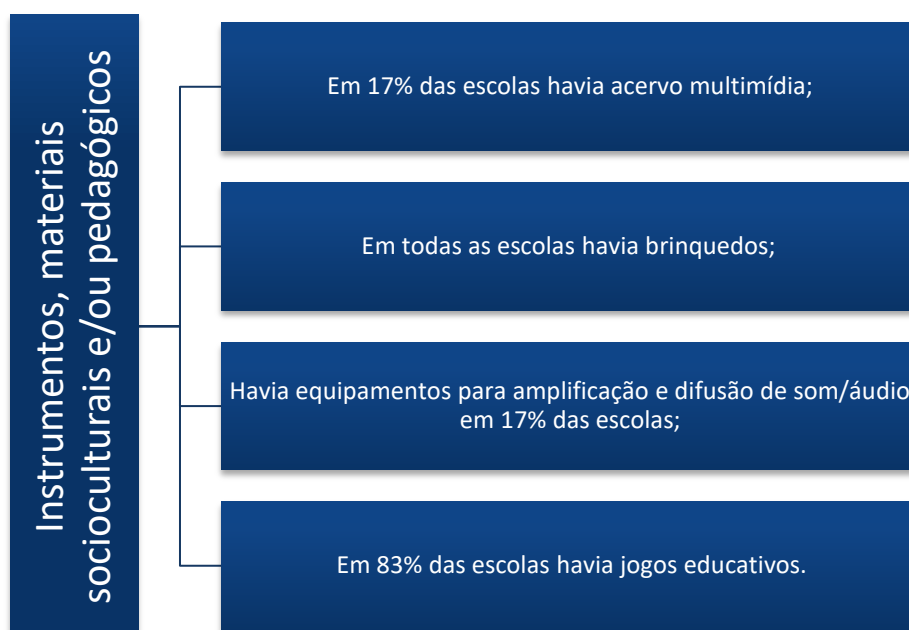 Instrumentos, materiais
socioculturais e/ou pedagógicos
Em 17% das escolas havia acervo multimídia;
Em todas as escolas havia brinquedos;
Havia equipamentos para amplificação e difusão de som/áudio
em 17% das escolas;
Em 83% das escolas havia jogos educativos.